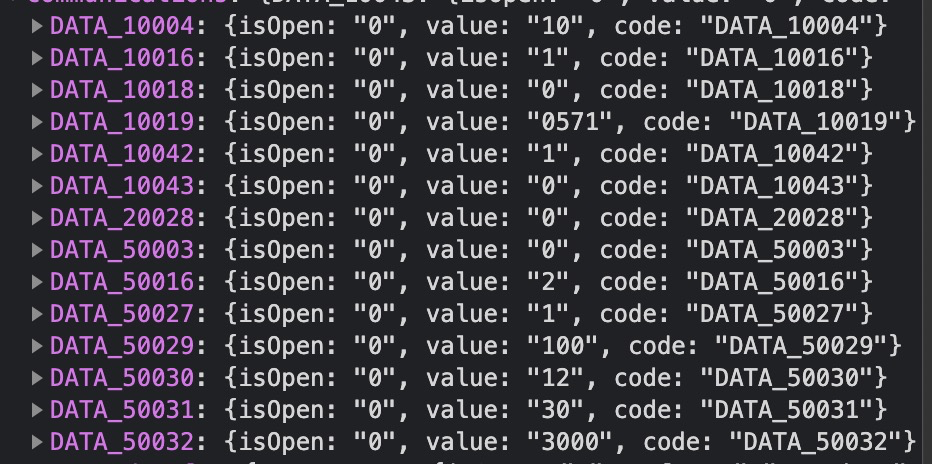 DATA_10004: {isOpen: "0", value: "10", code: "DATA_10004"}
DATA_10016: {isOpen: "0", value: "1", code: "DATA_10016"}
DATA_10018: {isOpen: "0", value: "0", code: "DATA_10018"}
DATA_10019: {isOpen: "0", value: "0571", code: "DATA_10019"}
DATA_10042: {isOpen: "0", value: "1", code: "DATA_10042"}
DATA_10043: {isOpen: "0", value: "0", code: "DATA_10043"}
DATA_20028: {isOpen: "0", value: "0", code: "DATA_20028"}
DATA_50003: {isOpen: "0", value: "0", code: "DATA_50003"}
DATA_50016: {isOpen: "0", value: "2", code: "DATA_50016"}
DATA_50027: {isOpen: "0", value: "1", code: "DATA_50027"}
DATA_50029: {isOpen: "0", value: "100", code: "DATA_50029"}
DATA_50030: {isOpen: "0", value: "12", code: "DATA_50030"}
DATA_50031: {isOpen: "0", value: "30", code: "DATA_50031"}
DATA_50032: {isOpen: "0", value: "3000", code: "DATA_50032"}